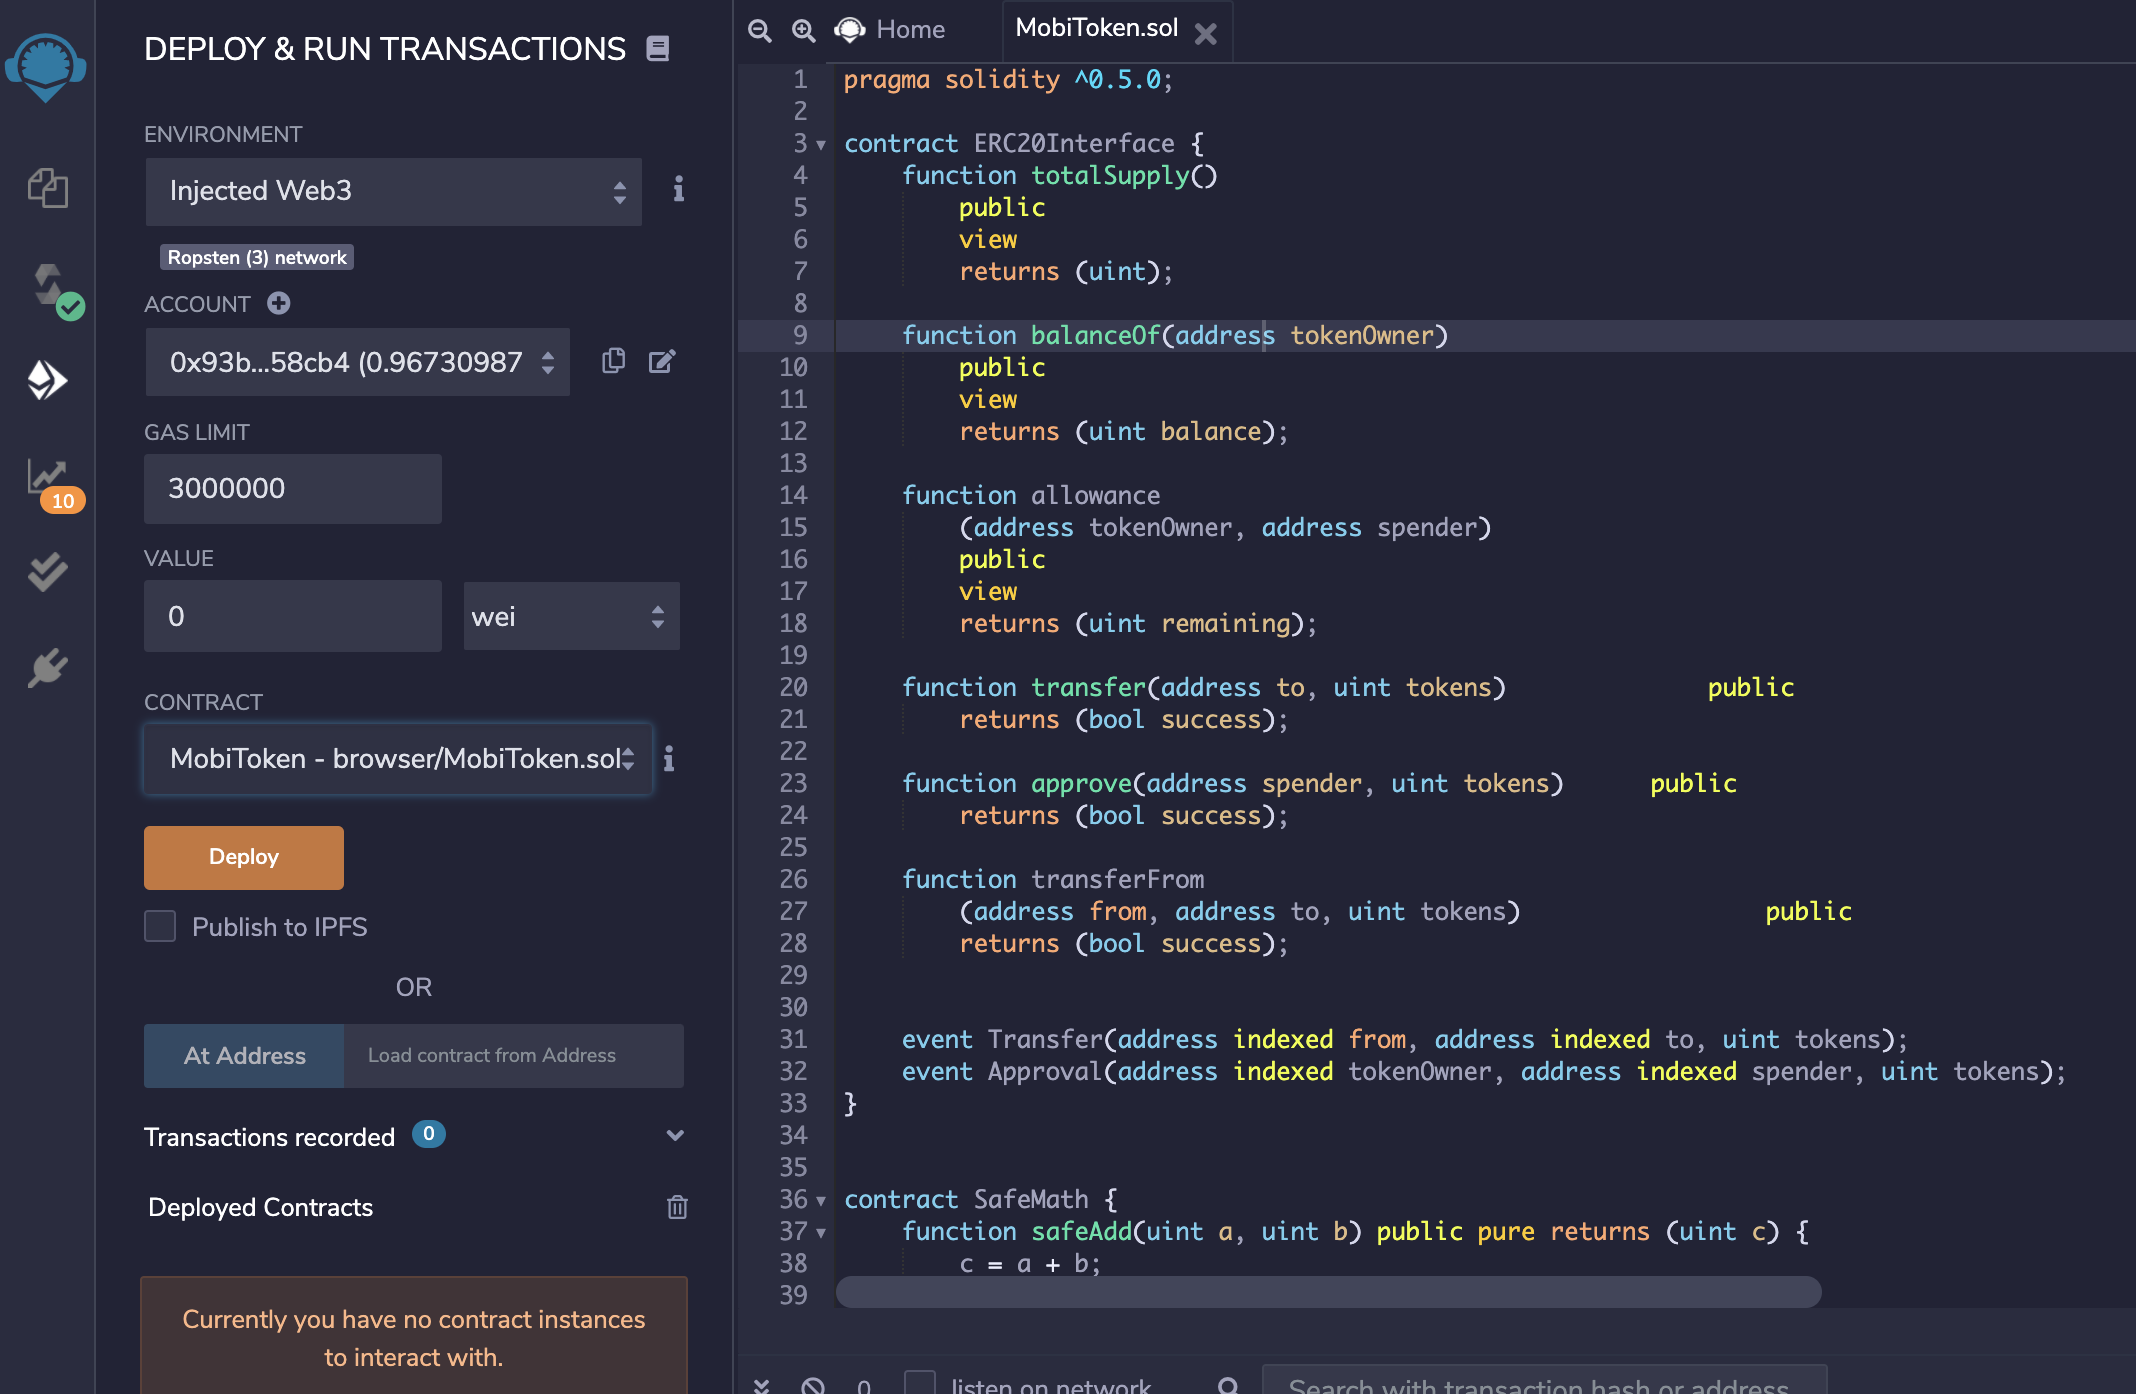 DEPLOY & RUN TRANSACTIONS
ENVIRONMENT
Injected Web3
Ropsten (3) network
ACCOUNT
0x93b...58cb4 (0.96730987
GAS LIMIT
3000000
VALUE
0
wei
CONTRACT
MobiToken - browser/MobiToken.sol
Deploy
Publish to IPFS
OR
At Address
Load contract from Address
Transactions recorded 0
Deployed Contracts
Currently you have no contract instances
to interact with.
10
Home
MobiToken.sol
1 pragma solidity ^0.5.0;
2
3 contract ERC20Interface {
4 function totalSupply()
5 public
6 view
7 returns (uint);
8
9 function balanceOf(address tokenOwner)
10 public
11 view
12 returns (uint balance);
13
14 function allowance
15 (address tokenOwner, address spender)
16 public
17 view
18 returns (uint remaining);
19
20 function transfer(address to, uint tokens) public
21 returns (bool success);
22
23 function approve(address spender, uint tokens) public
24 returns (bool success);
25
26 function transferFrom
27 (address from, address to, uint tokens) public
28 returns (bool success);
29
30
31 event Transfer(address indexed from, address indexed to, uint tokens);
32 event Approval(address indexed tokenOwner, address indexed spender, uint tokens);
33 }
34
35
36 contract SafeMath {
37 function safeAdd(uint a, uint b) public pure returns (uint c) {
38 c = a + b;
39
0
listen on network
Search with transaction hash or address